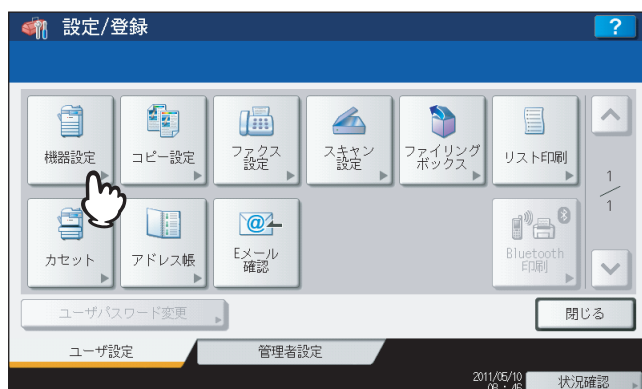 設定/登録
?
機器設定
コピー設定
ファクス
設定
スキャン
設定
ファイリング
ボックス
リスト印刷
1
1
カセット
アドレス帳
@
Eメール
確認
Bluetooth
印刷
ユーザパスワード変更
閉じる
ユーザ設定
管理者設定
2011/05/10
08:46
状況確認